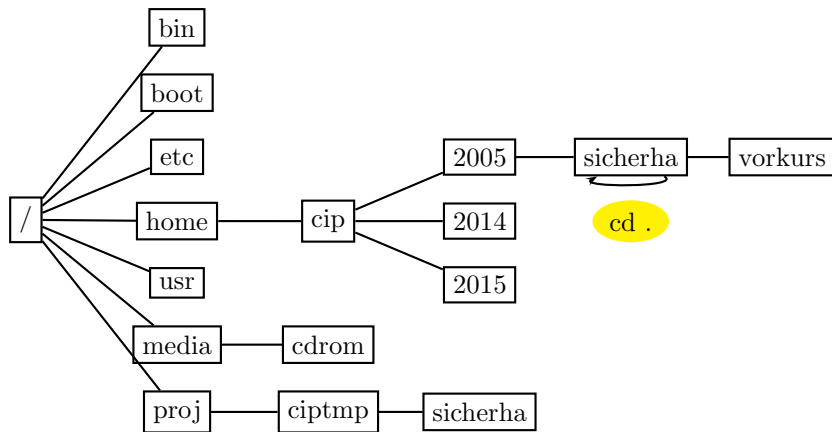 bin
boot
etc
2005 sicherha vorkurs
/ home cip 2014 cd .
usr 2015
media cdrom
proj ciptmp sicherha